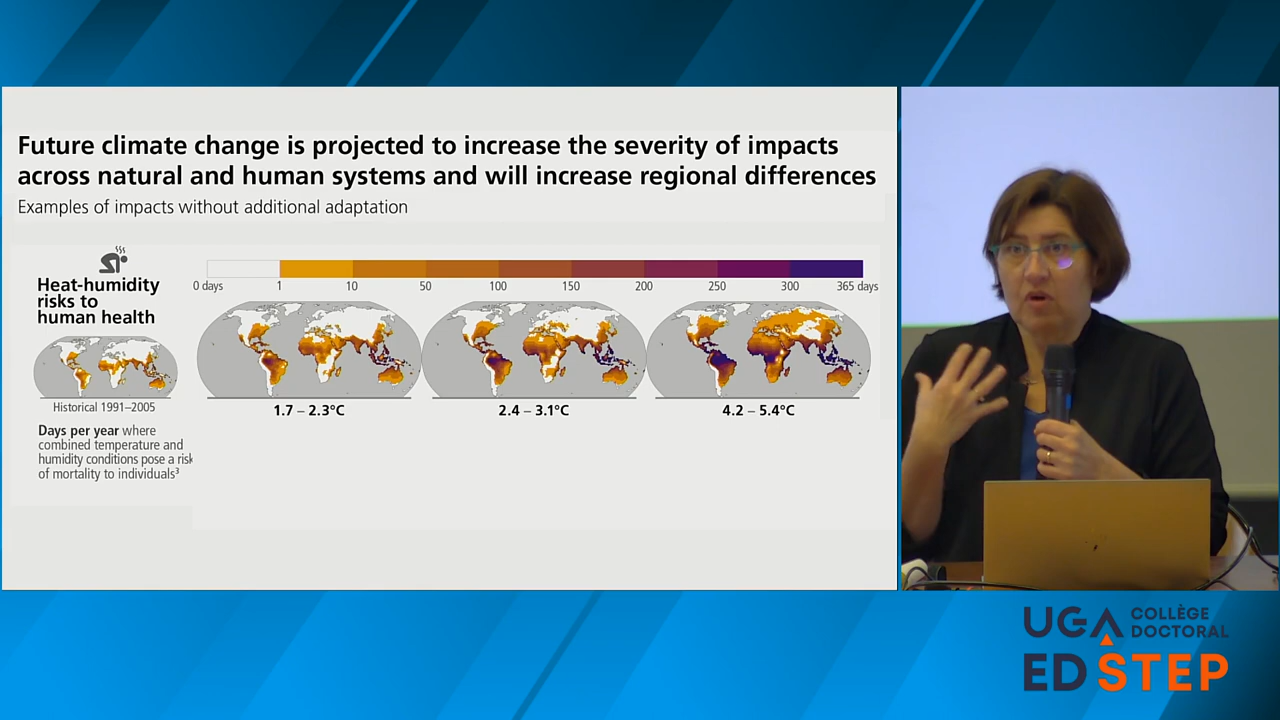 Future climate change is projected to increase the severity of impacts
across natural and human systems and will increase regional differences
Examples of impacts without additional adaptation
Heat-humidity
risks to
human health
Historical 1991–2005
Days per year where
combined temperature and
humidity conditions pose a risk
of mortality to individuals³
0 days 1 10 50 100 150 200 250 300 365 days
1.7 – 2.3°C 2.4 – 3.1°C 4.2 – 5.4°C
UGA COLLÈGE
DOCTORAL
ED STEP